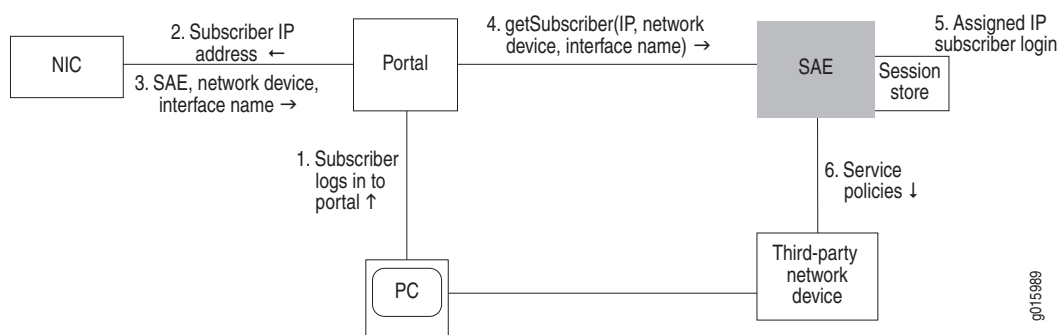 2. Subscriber IP
address ←
4. getSubscriber(IP, network
device, interface name) →
5. Assigned IP
subscriber login
NIC
Portal
SAE
Session
store
3. SAE, network device,
interface name →
1. Subscriber
logs in to
portal ↑
6. Service
policies ↓
PC
Third-party
network
device
g015989